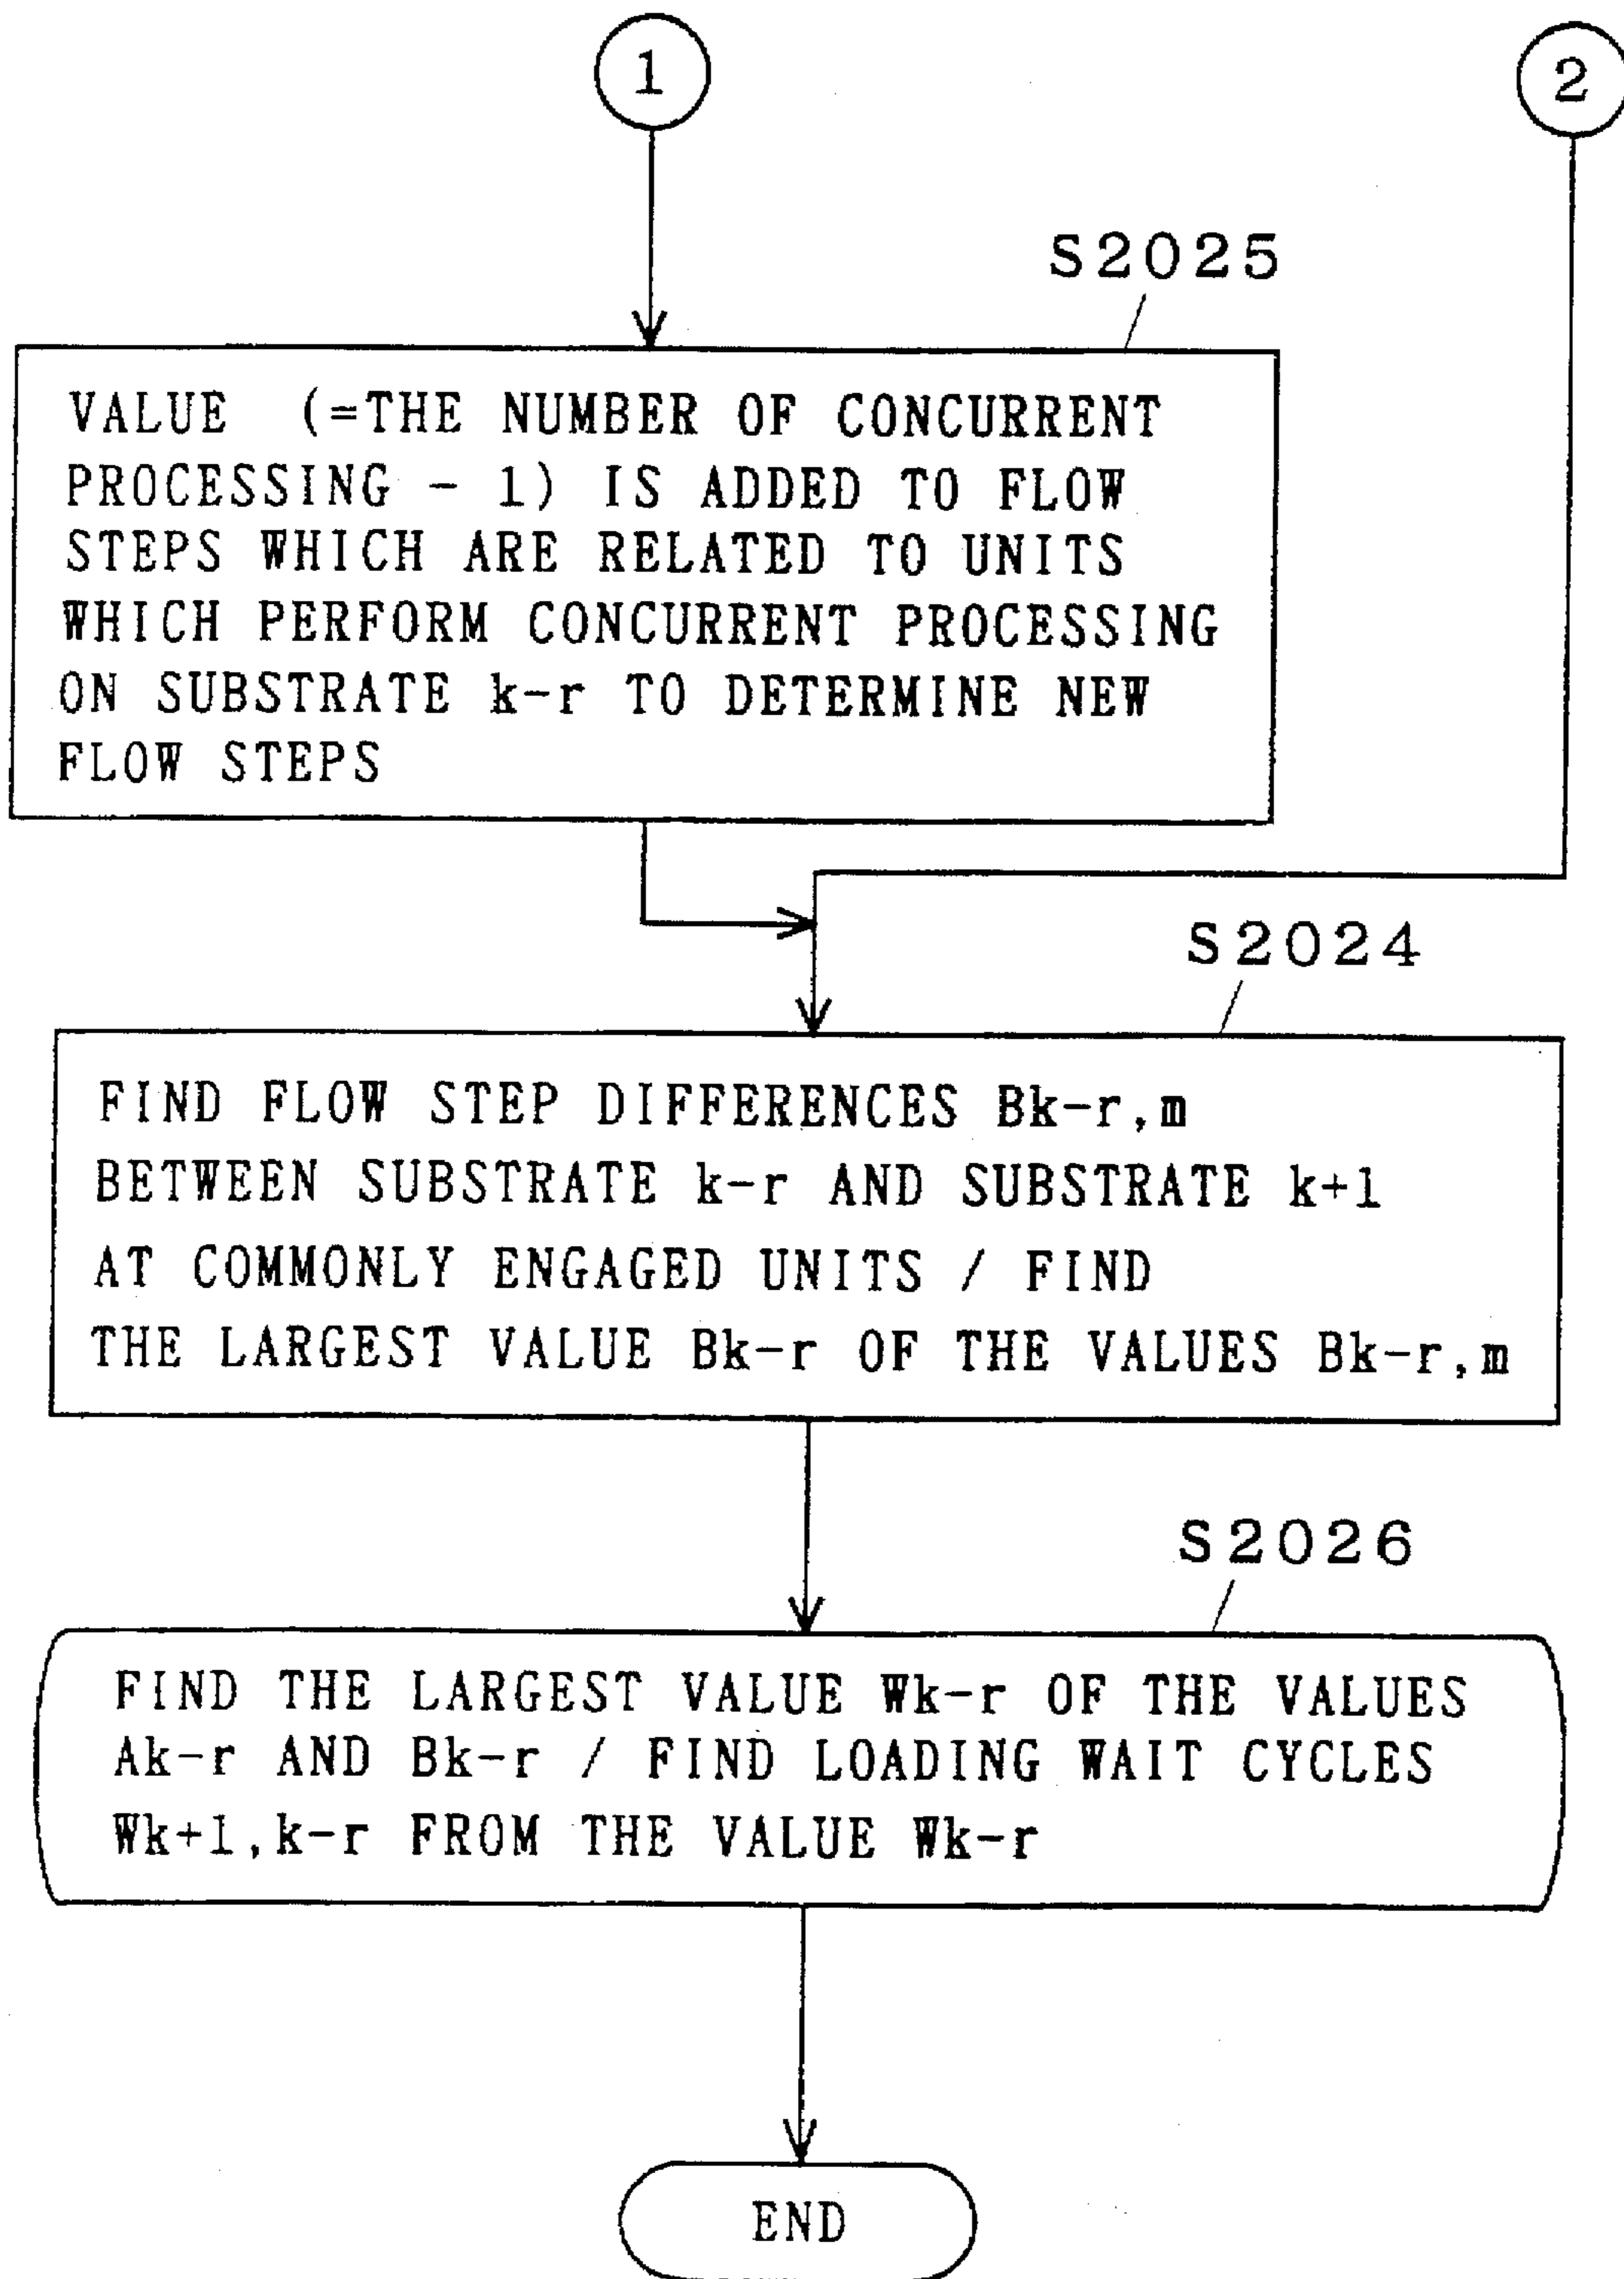 1
2
S2025
VALUE (=THE NUMBER OF CONCURRENT
PROCESSING - 1) IS ADDED TO FLOW
STEPS WHICH ARE RELATED TO UNITS
WHICH PERFORM CONCURRENT PROCESSING
ON SUBSTRATE k-r TO DETERMINE NEW
FLOW STEPS
S2024
FIND FLOW STEP DIFFERENCES Bk-r,m
BETWEEN SUBSTRATE k-r AND SUBSTRATE k+1
AT COMMONLY ENGAGED UNITS / FIND
THE LARGEST VALUE Bk-r OF THE VALUES Bk-r,m
S2026
FIND THE LARGEST VALUE Wk-r OF THE VALUES
Ak-r AND Bk-r / FIND LOADING WAIT CYCLES
Wk+1,k-r FROM THE VALUE Wk-r
END